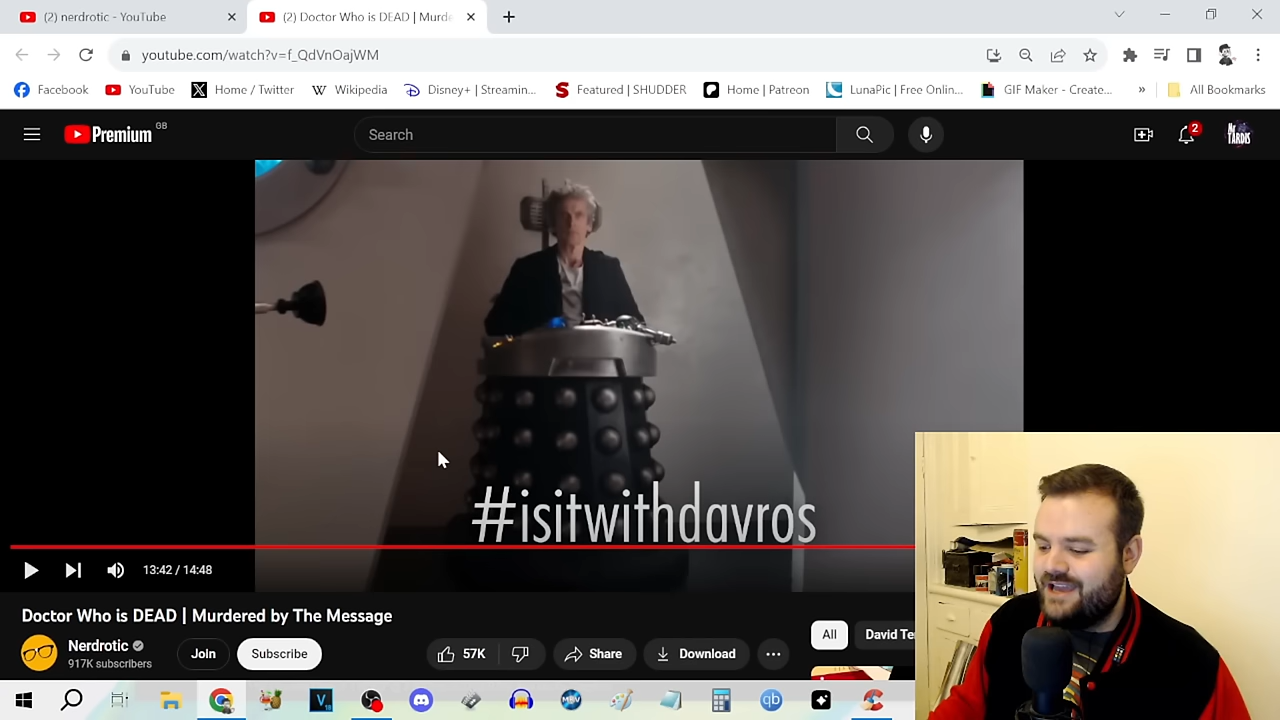 (2) nerdrotic - YouTube
(2) Doctor Who is DEAD | Murde
youtube.com/watch?v=f_QdVnOajWM
Facebook
YouTube
Home / Twitter
Wikipedia
Disney+ | Streamin...
Featured | SHUDDER
Home | Patreon
LunaPic | Free Onlin...
GIF Maker - Create...
»
All Bookmarks
Premium GB
Search
2
Mr TARDIS
#isitwithdavros
13:42 / 14:48
Doctor Who is DEAD | Murdered by The Message
Nerdrotic
917K subscribers
Join
Subscribe
57K
Share
Download
All
David Te
qb